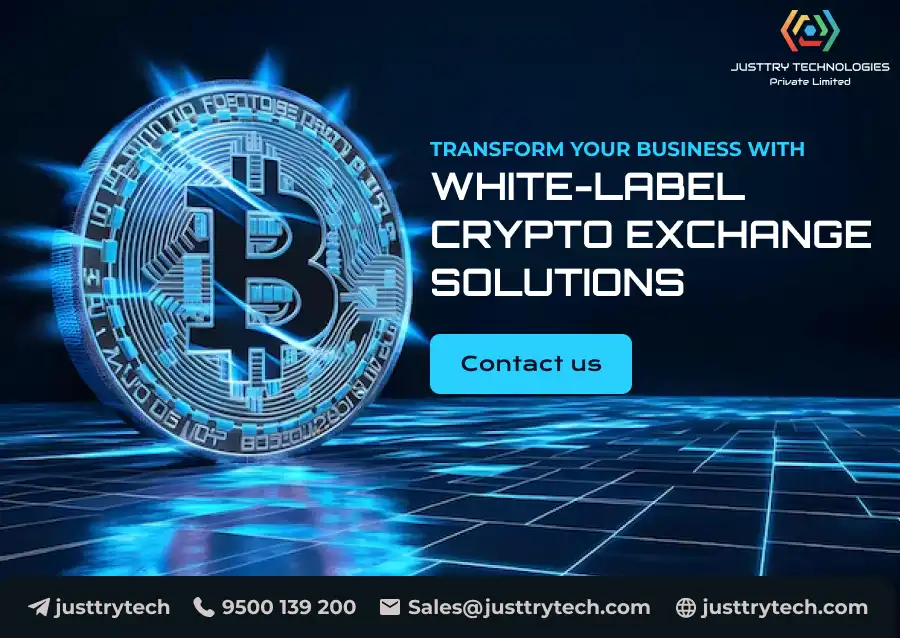 JUSTTRY TECHNOLOGIES
Private Limited
TRANSFORM YOUR BUSINESS WITH
WHITE-LABEL
CRYPTO EXCHANGE
SOLUTIONS
Contact us
justtrytech
9500 139 200
Sales@justtrytech.com
justtrytech.com